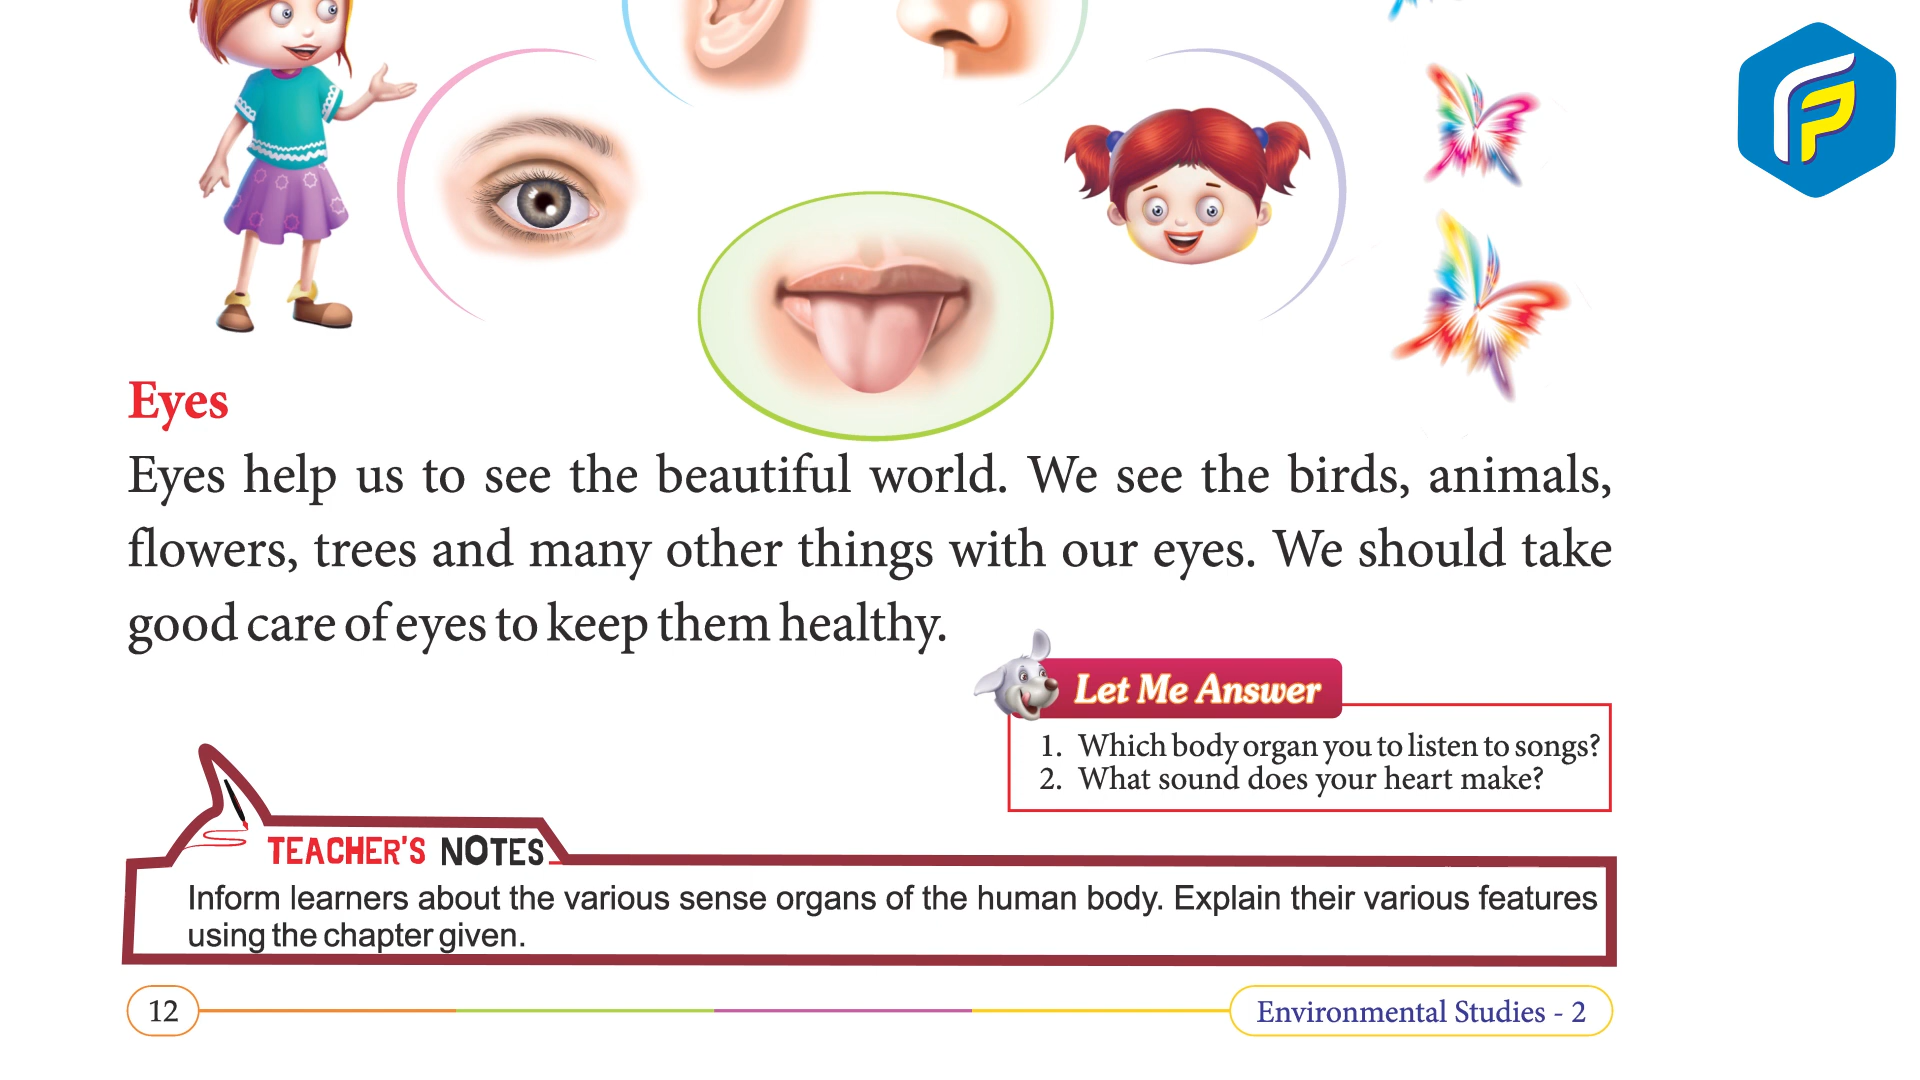 Eyes
Eyes help us to see the beautiful world. We see the birds, animals,
flowers, trees and many other things with our eyes. We should take
good care of eyes to keep them healthy.
Let Me Answer
1. Which body organ you to listen to songs?
2. What sound does your heart make?
TEACHER'S NOTES
Inform learners about the various sense organs of the human body. Explain their various features
using the chapter given.
12
Environmental Studies - 2